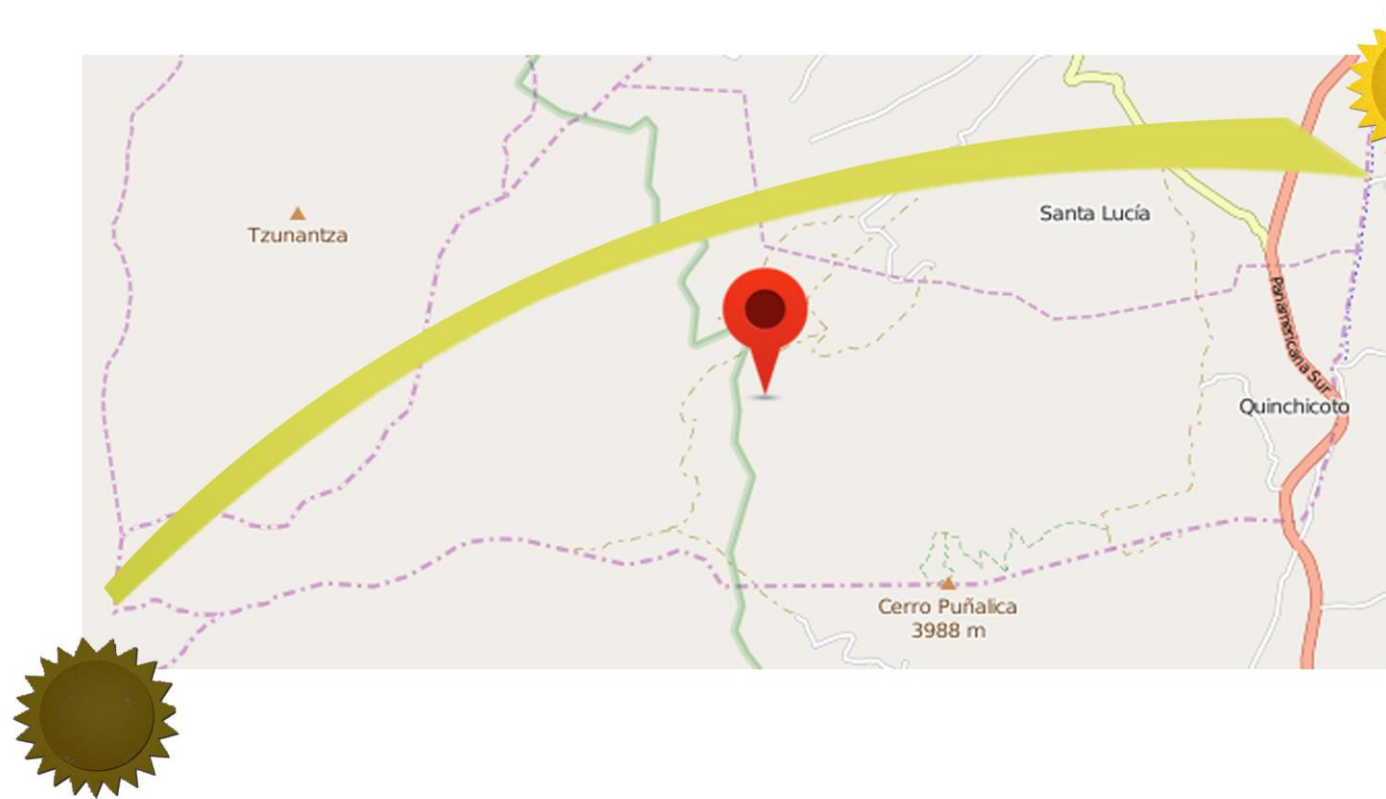 Santa Lucía
Tzunantza
Panamericana Sur
Quinchicoto
Cerro Puñalica
3988 m